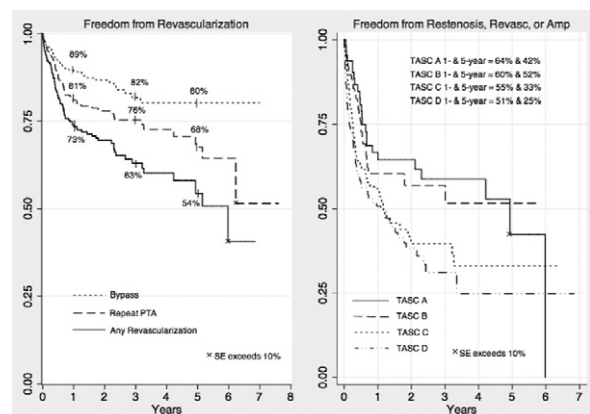 Freedom from Revascularization
1.00
0.75
0.50
0.25
0.00
89%
82%
80%
81%
76%
68%
73%
63%
54%
Bypass
Repeat PTA
Any Revascularization
× SE exceeds 10%
0 1 2 3 4 5 6 7 8
Years
Freedom from Restenosis, Revasc, or Amp
1.00
0.75
0.50
0.25
0.00
TASC A 1- & 5-year = 64% & 42%
TASC B 1- & 5-year = 60% & 52%
TASC C 1- & 5-year = 55% & 33%
TASC D 1- & 5-year = 51% & 25%
TASC A
TASC B
TASC C
TASC D
× SE exceeds 10%
0 1 2 3 4 5 6 7
Years